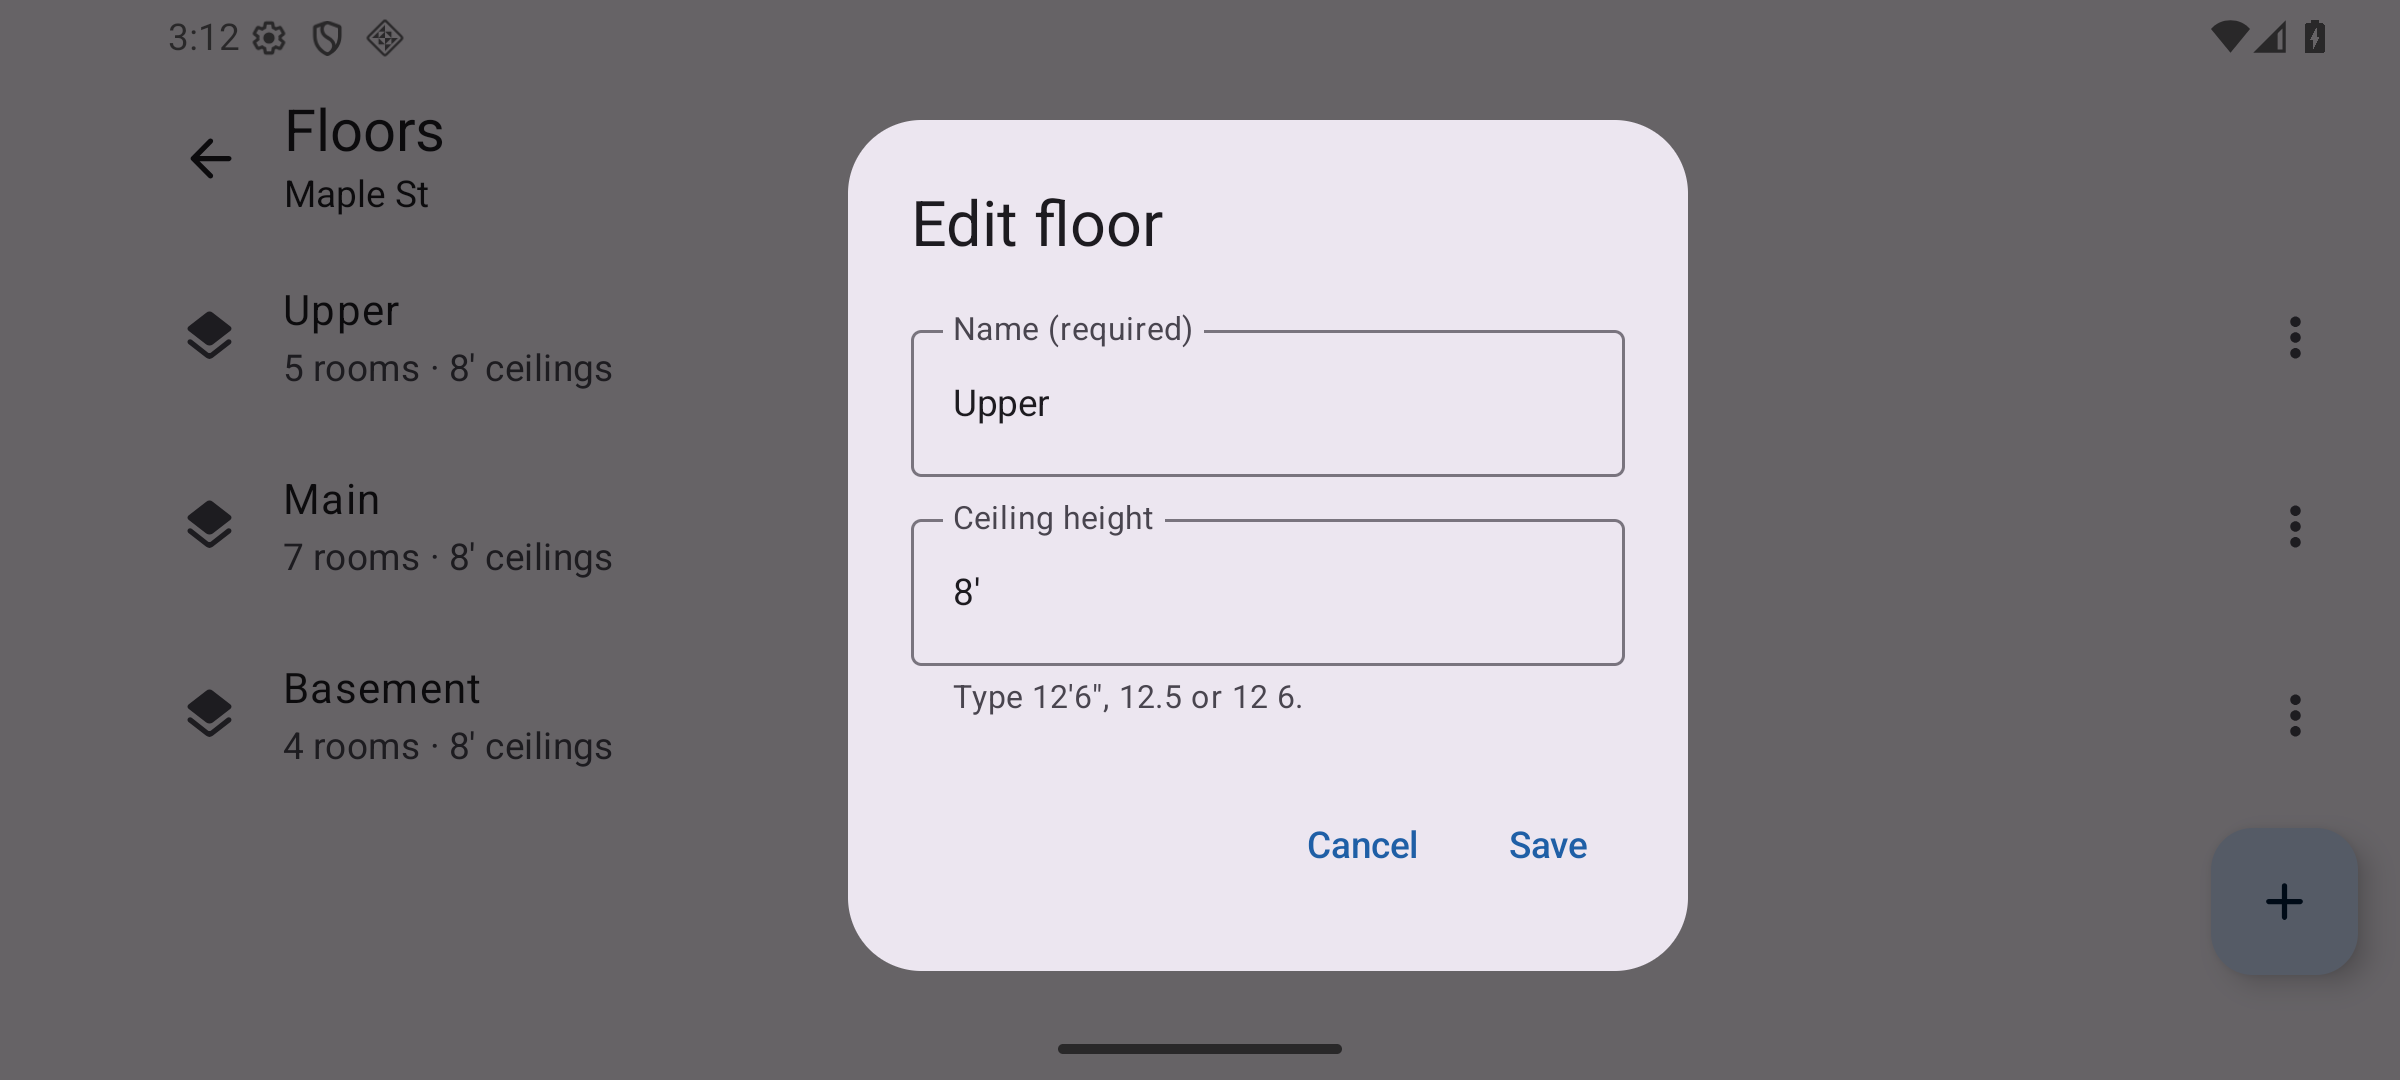 3:12
Floors
Maple St
Upper
5 rooms · 8' ceilings
Main
7 rooms · 8' ceilings
Basement
4 rooms · 8' ceilings
Edit floor
Name (required)
Upper
Ceiling height
8'
Type 12'6", 12.5 or 12 6.
Cancel Save